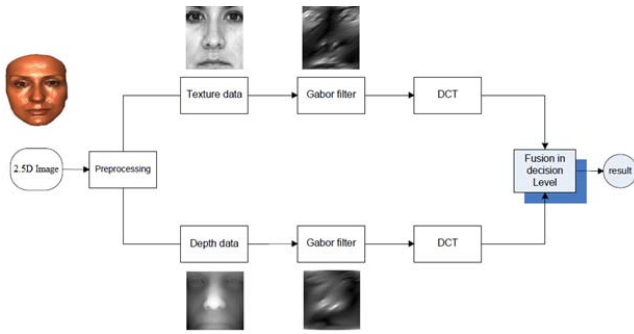 Texture data
Gabor filter
DCT
2.5D Image
Preprocessing
Fusion in
decision
Level
result
Depth data
Gabor filter
DCT